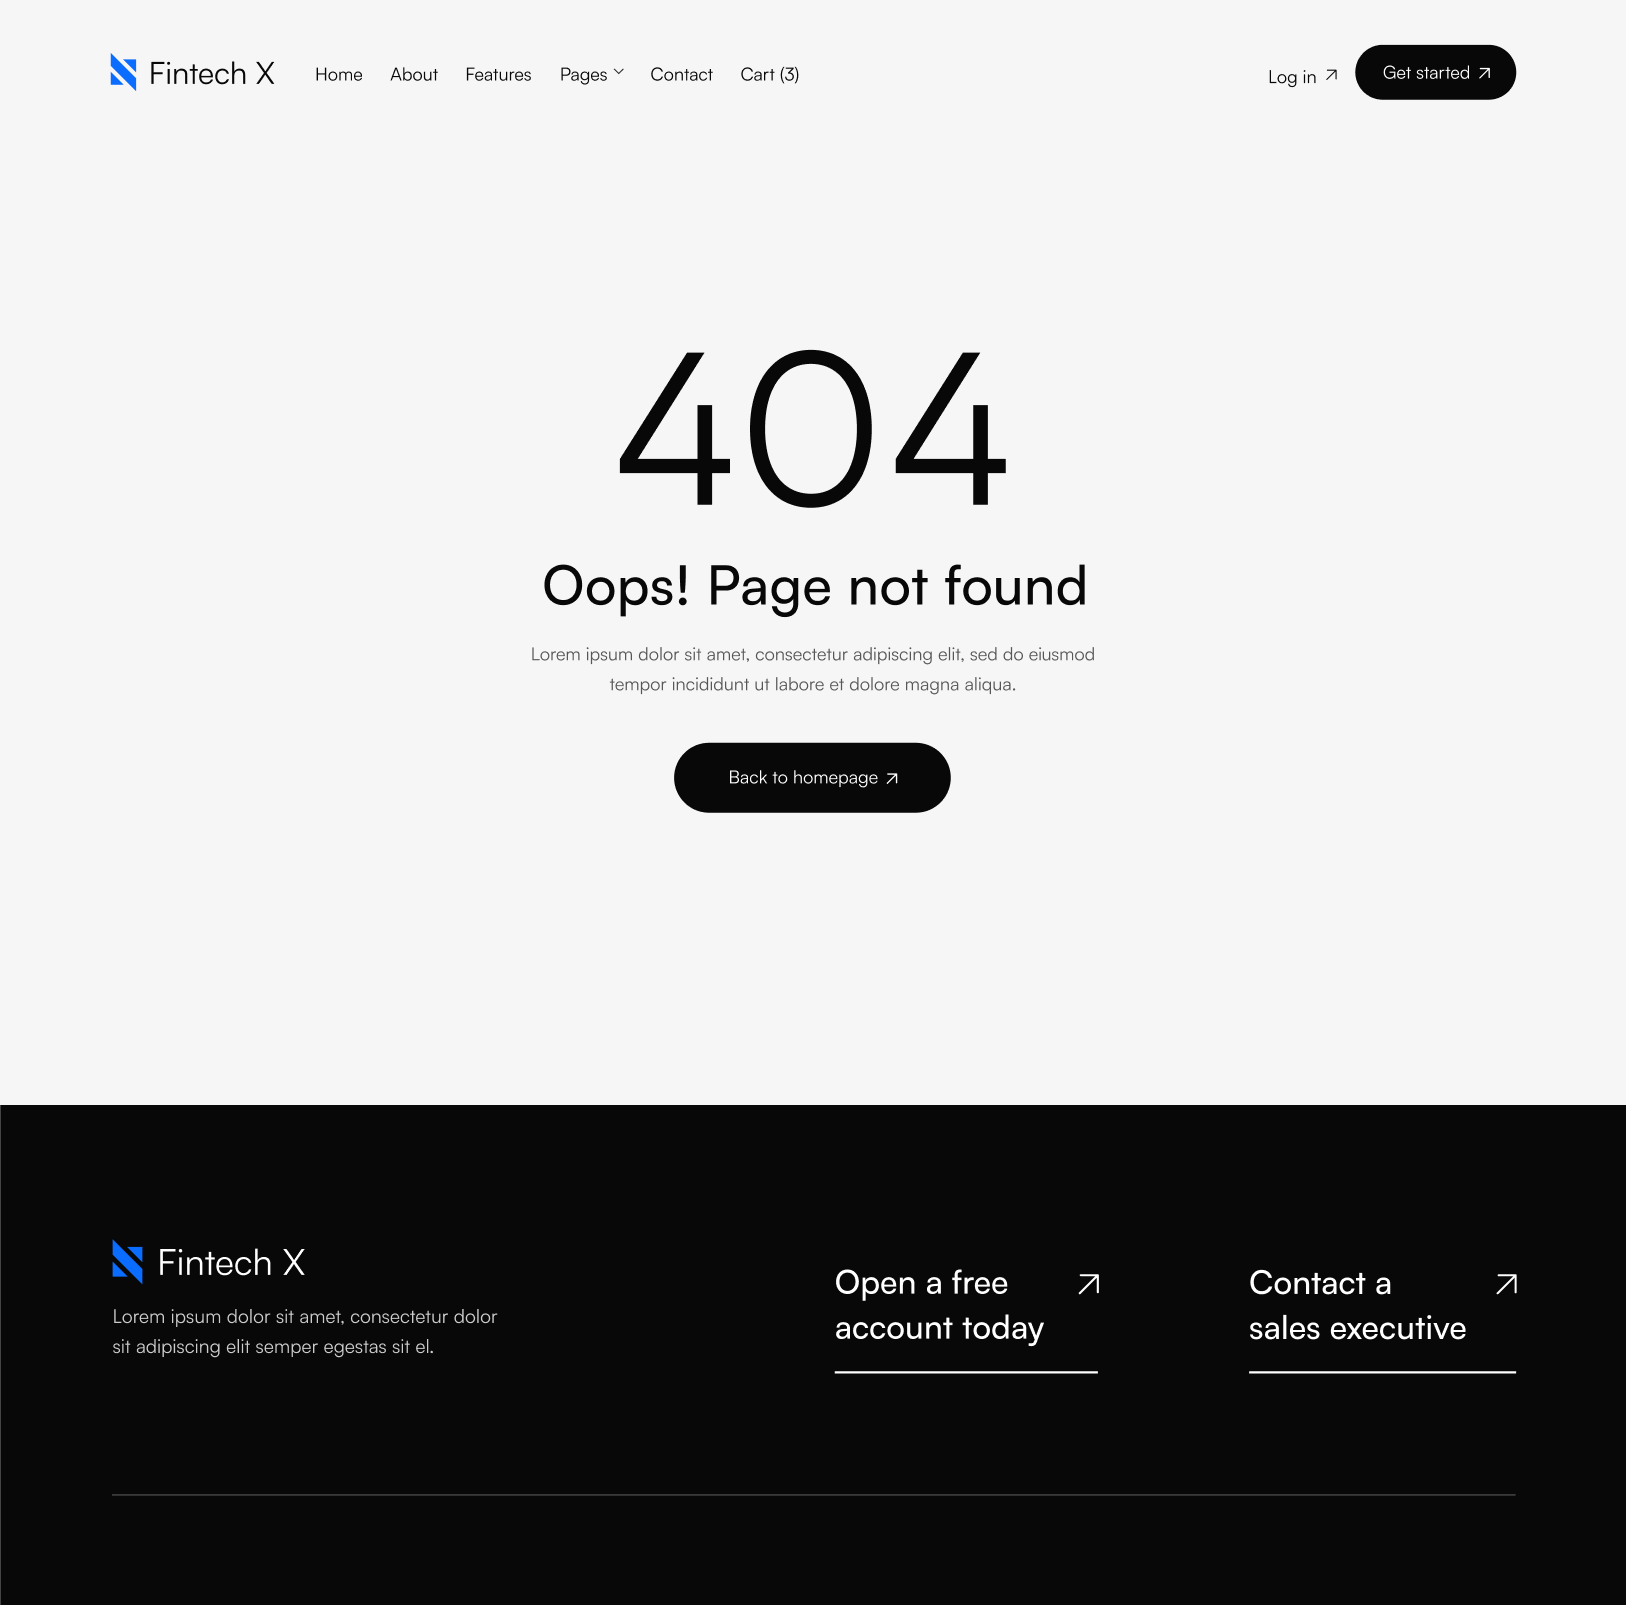 Fintech X Home About Features Pages Contact Cart (3) Log in Get started
404
Oops! Page not found
Lorem ipsum dolor sit amet, consectetur adipiscing elit, sed do eiusmod
tempor incididunt ut labore et dolore magna aliqua.
Back to homepage
Fintech X
Lorem ipsum dolor sit amet, consectetur dolor
sit adipiscing elit semper egestas sit el.
Open a free
account today
Contact a
sales executive